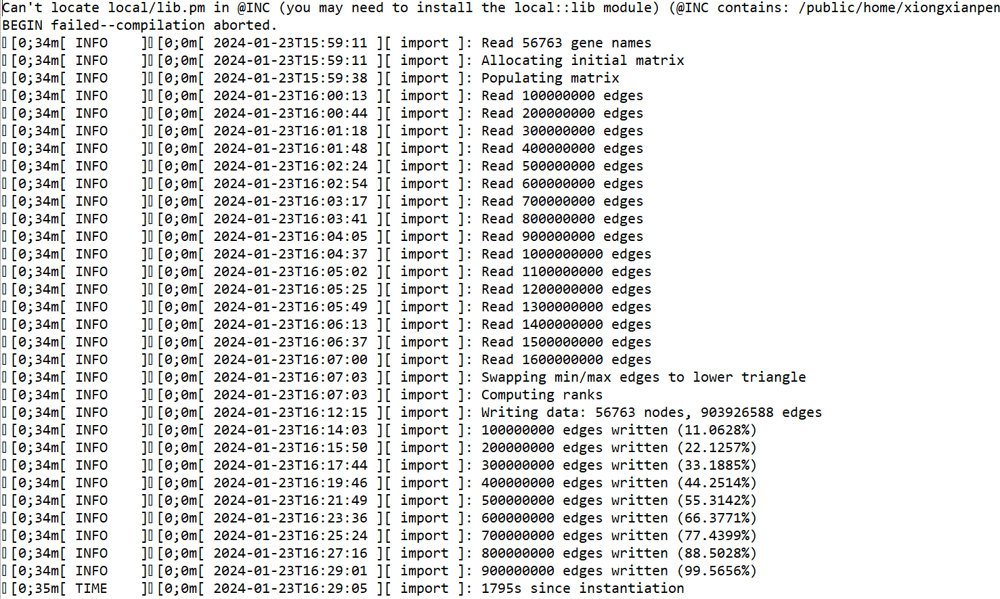 Can't locate local/lib.pm in @INC (you may need to install the local::lib module) (@INC contains: /public/home/xiongxianpen
BEGIN failed--compilation aborted.
[0;34m[ INFO    ][0;0m[ 2024-01-23T15:59:11 ][ import ]: Read 56763 gene names
[0;34m[ INFO    ][0;0m[ 2024-01-23T15:59:11 ][ import ]: Allocating initial matrix
[0;34m[ INFO    ][0;0m[ 2024-01-23T15:59:38 ][ import ]: Populating matrix
[0;34m[ INFO    ][0;0m[ 2024-01-23T16:00:13 ][ import ]: Read 100000000 edges
[0;34m[ INFO    ][0;0m[ 2024-01-23T16:00:44 ][ import ]: Read 200000000 edges
[0;34m[ INFO    ][0;0m[ 2024-01-23T16:01:18 ][ import ]: Read 300000000 edges
[0;34m[ INFO    ][0;0m[ 2024-01-23T16:01:48 ][ import ]: Read 400000000 edges
[0;34m[ INFO    ][0;0m[ 2024-01-23T16:02:24 ][ import ]: Read 500000000 edges
[0;34m[ INFO    ][0;0m[ 2024-01-23T16:02:54 ][ import ]: Read 600000000 edges
[0;34m[ INFO    ][0;0m[ 2024-01-23T16:03:17 ][ import ]: Read 700000000 edges
[0;34m[ INFO    ][0;0m[ 2024-01-23T16:03:41 ][ import ]: Read 800000000 edges
[0;34m[ INFO    ][0;0m[ 2024-01-23T16:04:05 ][ import ]: Read 900000000 edges
[0;34m[ INFO    ][0;0m[ 2024-01-23T16:04:37 ][ import ]: Read 1000000000 edges
[0;34m[ INFO    ][0;0m[ 2024-01-23T16:05:02 ][ import ]: Read 1100000000 edges
[0;34m[ INFO    ][0;0m[ 2024-01-23T16:05:25 ][ import ]: Read 1200000000 edges
[0;34m[ INFO    ][0;0m[ 2024-01-23T16:05:49 ][ import ]: Read 1300000000 edges
[0;34m[ INFO    ][0;0m[ 2024-01-23T16:06:13 ][ import ]: Read 1400000000 edges
[0;34m[ INFO    ][0;0m[ 2024-01-23T16:06:37 ][ import ]: Read 1500000000 edges
[0;34m[ INFO    ][0;0m[ 2024-01-23T16:07:00 ][ import ]: Read 1600000000 edges
[0;34m[ INFO    ][0;0m[ 2024-01-23T16:07:03 ][ import ]: Swapping min/max edges to lower triangle
[0;34m[ INFO    ][0;0m[ 2024-01-23T16:07:03 ][ import ]: Computing ranks
[0;34m[ INFO    ][0;0m[ 2024-01-23T16:12:15 ][ import ]: Writing data: 56763 nodes, 903926588 edges
[0;34m[ INFO    ][0;0m[ 2024-01-23T16:14:03 ][ import ]: 100000000 edges written (11.0628%)
[0;34m[ INFO    ][0;0m[ 2024-01-23T16:15:50 ][ import ]: 200000000 edges written (22.1257%)
[0;34m[ INFO    ][0;0m[ 2024-01-23T16:17:44 ][ import ]: 300000000 edges written (33.1885%)
[0;34m[ INFO    ][0;0m[ 2024-01-23T16:19:46 ][ import ]: 400000000 edges written (44.2514%)
[0;34m[ INFO    ][0;0m[ 2024-01-23T16:21:49 ][ import ]: 500000000 edges written (55.3142%)
[0;34m[ INFO    ][0;0m[ 2024-01-23T16:23:36 ][ import ]: 600000000 edges written (66.3771%)
[0;34m[ INFO    ][0;0m[ 2024-01-23T16:25:24 ][ import ]: 700000000 edges written (77.4399%)
[0;34m[ INFO    ][0;0m[ 2024-01-23T16:27:16 ][ import ]: 800000000 edges written (88.5028%)
[0;34m[ INFO    ][0;0m[ 2024-01-23T16:29:01 ][ import ]: 900000000 edges written (99.5656%)
[0;35m[ TIME    ][0;0m[ 2024-01-23T16:29:05 ][ import ]: 1795s since instantiation